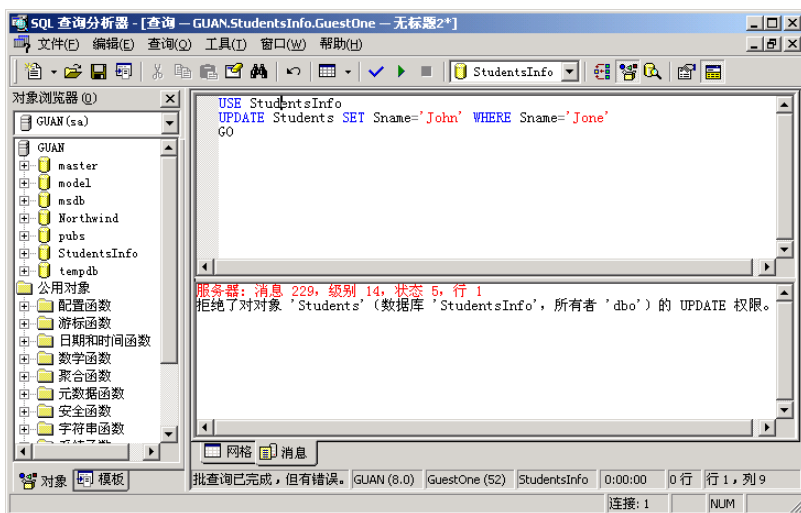 SQL 查询分析器 - [查询 — GUAN.StudentsInfo.GuestOne — 无标题2*]
文件(F) 编辑(E) 查询(Q) 工具(T) 窗口(W) 帮助(H)
StudentsInfo
对象浏览器(O)
GUAN(sa)
GUAN
master
model
msdb
Northwind
pubs
StudentsInfo
tempdb
公用对象
配置函数
游标函数
日期和时间函数
数学函数
聚合函数
元数据函数
安全函数
字符串函数
对象 模板
USE StudentsInfo
UPDATE Students SET Sname='John' WHERE Sname='Jone'
GO
服务器: 消息 229，级别 14，状态 5，行 1
拒绝了对对象 'Students'（数据库 'StudentsInfo'，所有者 'dbo'）的 UPDATE 权限。
网格 消息
批查询已完成，但有错误。 GUAN (8.0) GuestOne (52) StudentsInfo 0:00:00 0 行 行 1，列 9
连接: 1 NUM